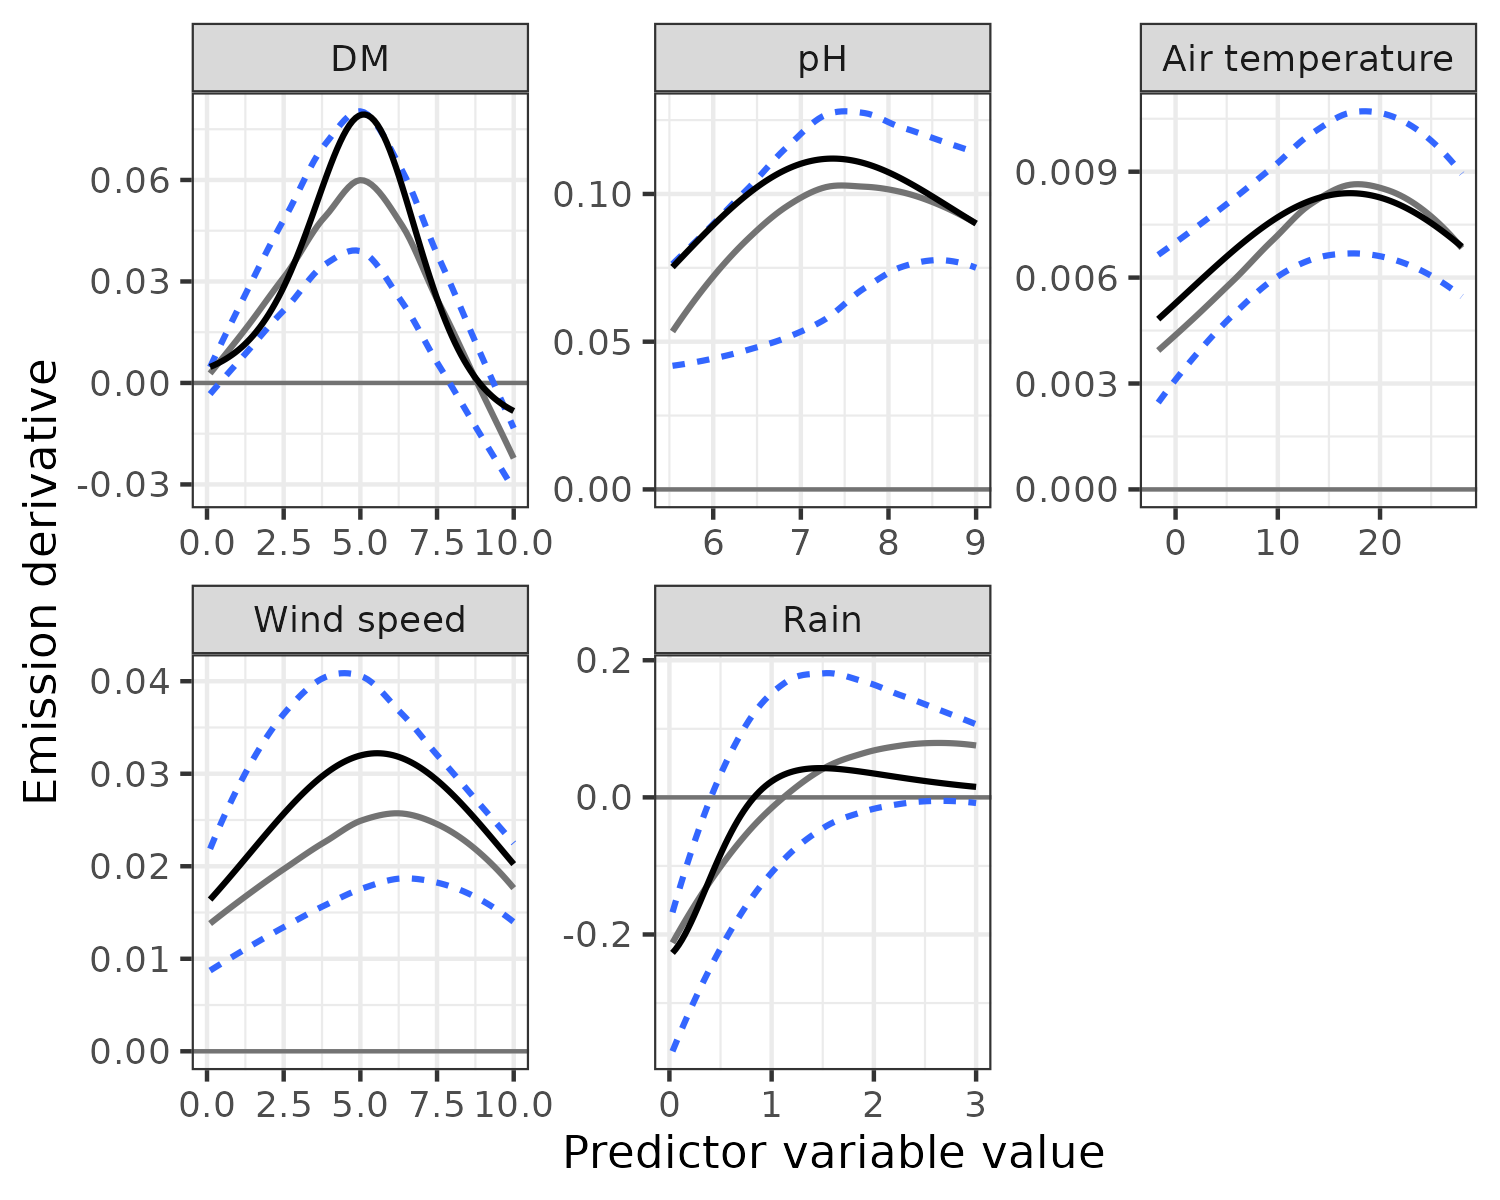 DM
pH
Air temperature
0.06
0.03
0.00
-0.03
0.10
0.05
0.00
0.009
0.006
0.003
0.000
0.0 2.5 5.0 7.5 10.0
6 7 8 9
0 10 20
Emission derivative
Wind speed
Rain
0.04
0.03
0.02
0.01
0.00
0.2
0.0
-0.2
0.0 2.5 5.0 7.5 10.0
0 1 2 3
Predictor variable value